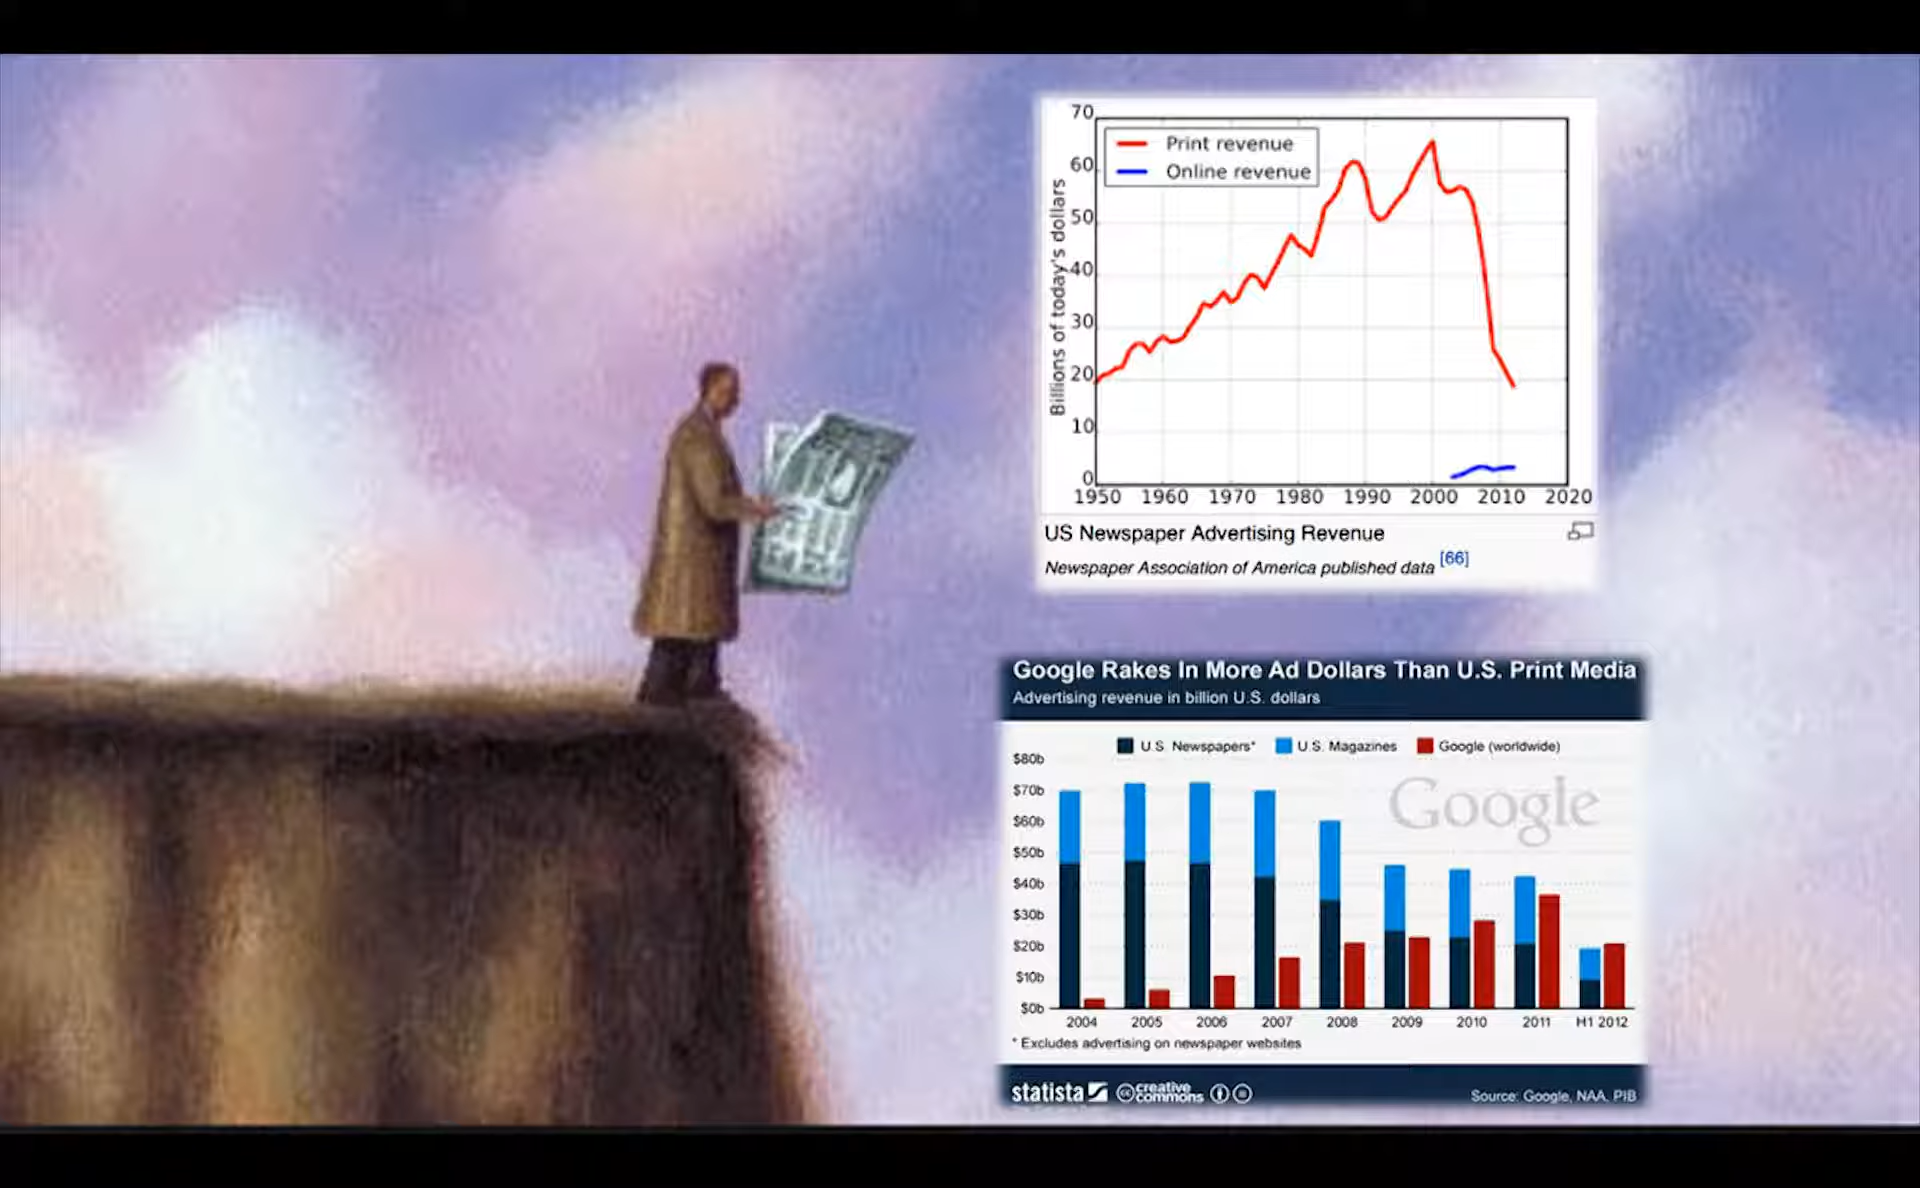 70
60
50
40
30
20
10
0
Billions of today's dollars
Print revenue
Online revenue
1950 1960 1970 1980 1990 2000 2010 2020
US Newspaper Advertising Revenue
Newspaper Association of America published data [66]
Google Rakes In More Ad Dollars Than U.S. Print Media
Advertising revenue in billion U.S. dollars
U.S. Newspapers* U.S. Magazines Google (worldwide)
Google
$80b
$70b
$60b
$50b
$40b
$30b
$20b
$10b
$0b
2004 2005 2006 2007 2008 2009 2010 2011 H1 2012
* Excludes advertising on newspaper websites
statista cc creative commons
Source: Google, NAA, PIB